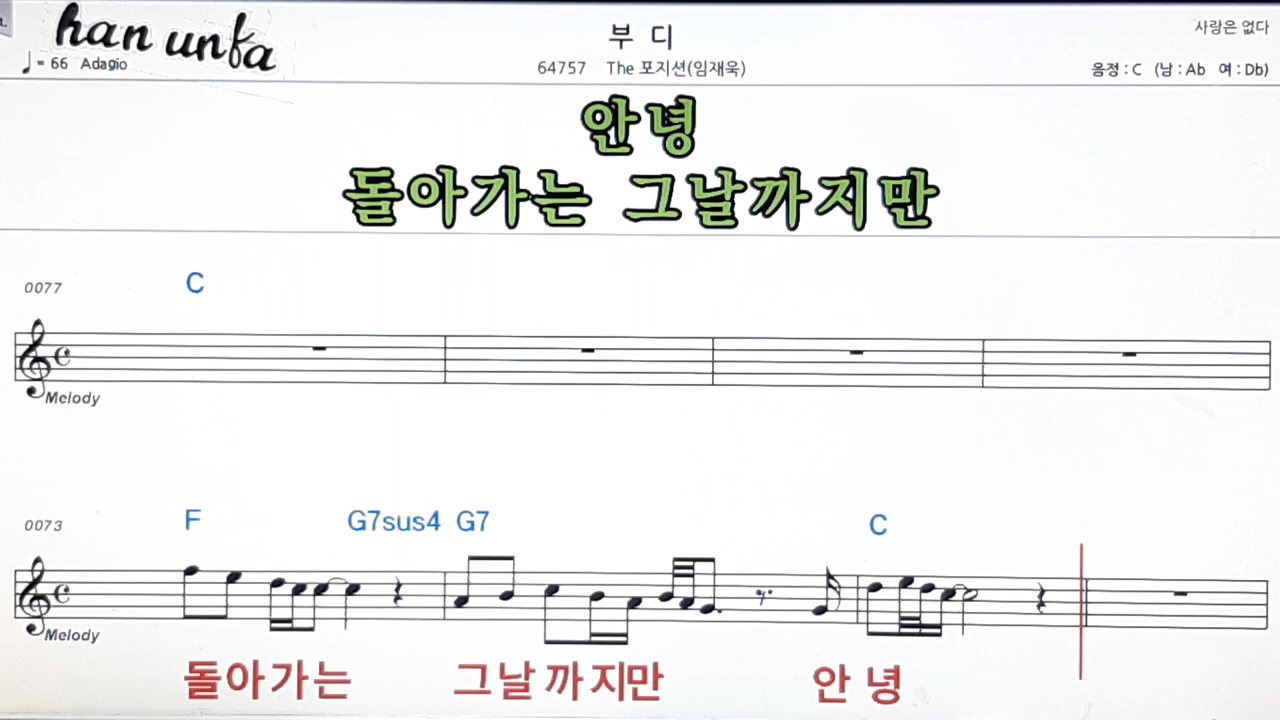 han unfa
부 디
사랑은 없다
♩= 66 Adagio
64757 The 포지션(임재욱)
음정 : C (남 : Ab 여 : Db)
안녕
돌아가는 그날까지만
0077
C
Melody
0073
F G7sus4 G7 C
Melody
돌아가는 그날까지만 안녕